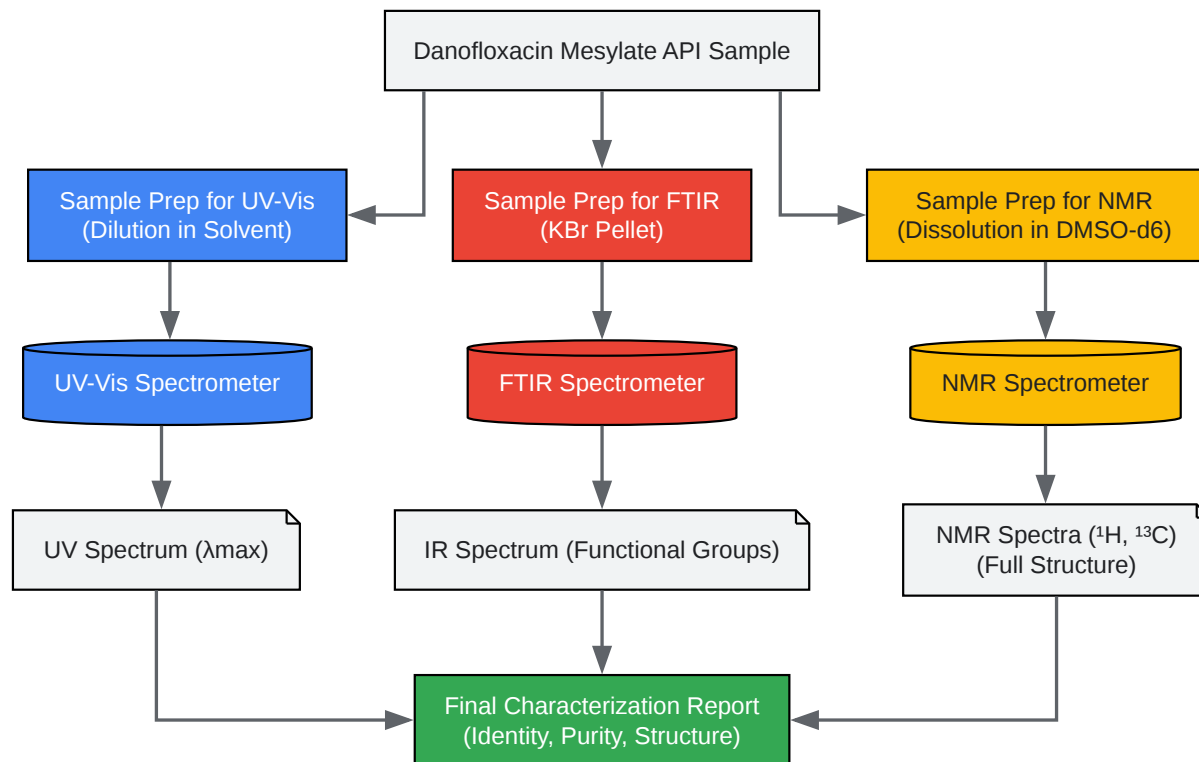 Danofloxacin Mesylate API Sample
Sample Prep for UV-Vis
(Dilution in Solvent)
Sample Prep for FTIR
(KBr Pellet)
Sample Prep for NMR
(Dissolution in DMSO-d6)
UV-Vis Spectrometer
FTIR Spectrometer
NMR Spectrometer
UV Spectrum (λmax)
IR Spectrum (Functional Groups)
NMR Spectra (¹H, ¹³C)
(Full Structure)
Final Characterization Report
(Identity, Purity, Structure)